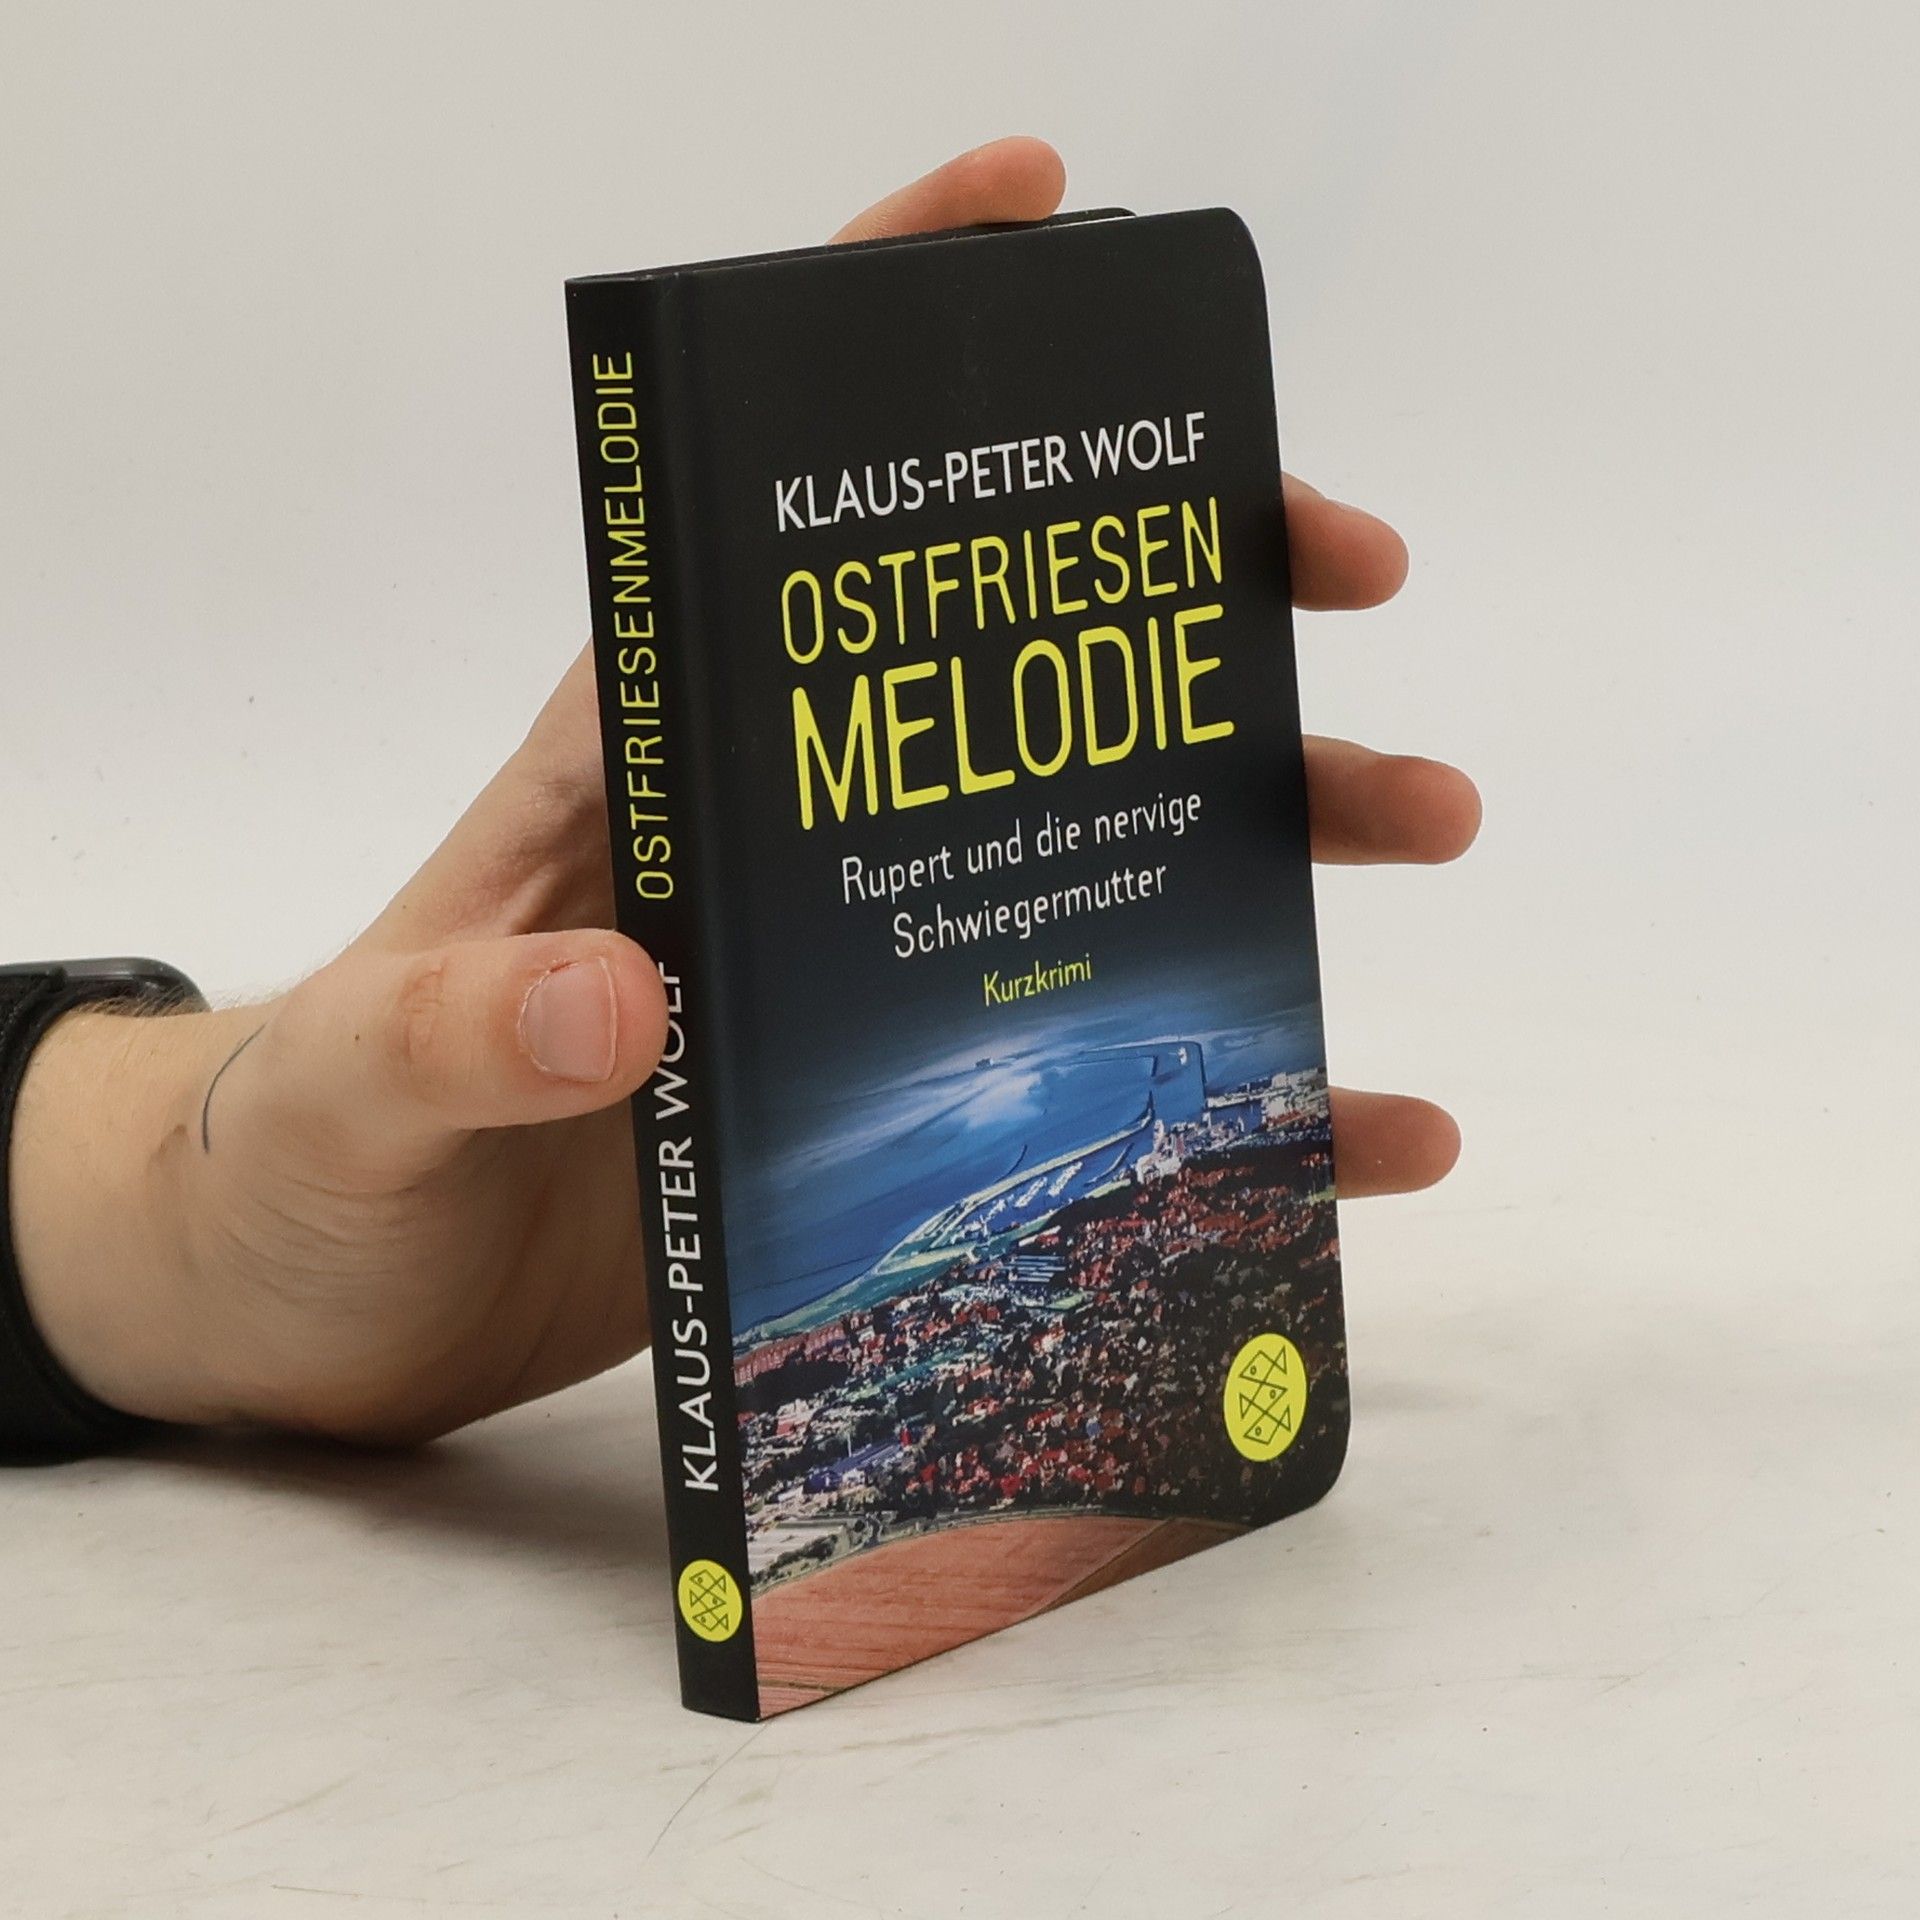 KLAUS-PETER WOLF
OSTFRIESEN
MELODIE
Rupert und die nervige
Schwiegermutter
Kurzkrimi
KLAUS-PETER WOLF OSTFRIESENMELODIE